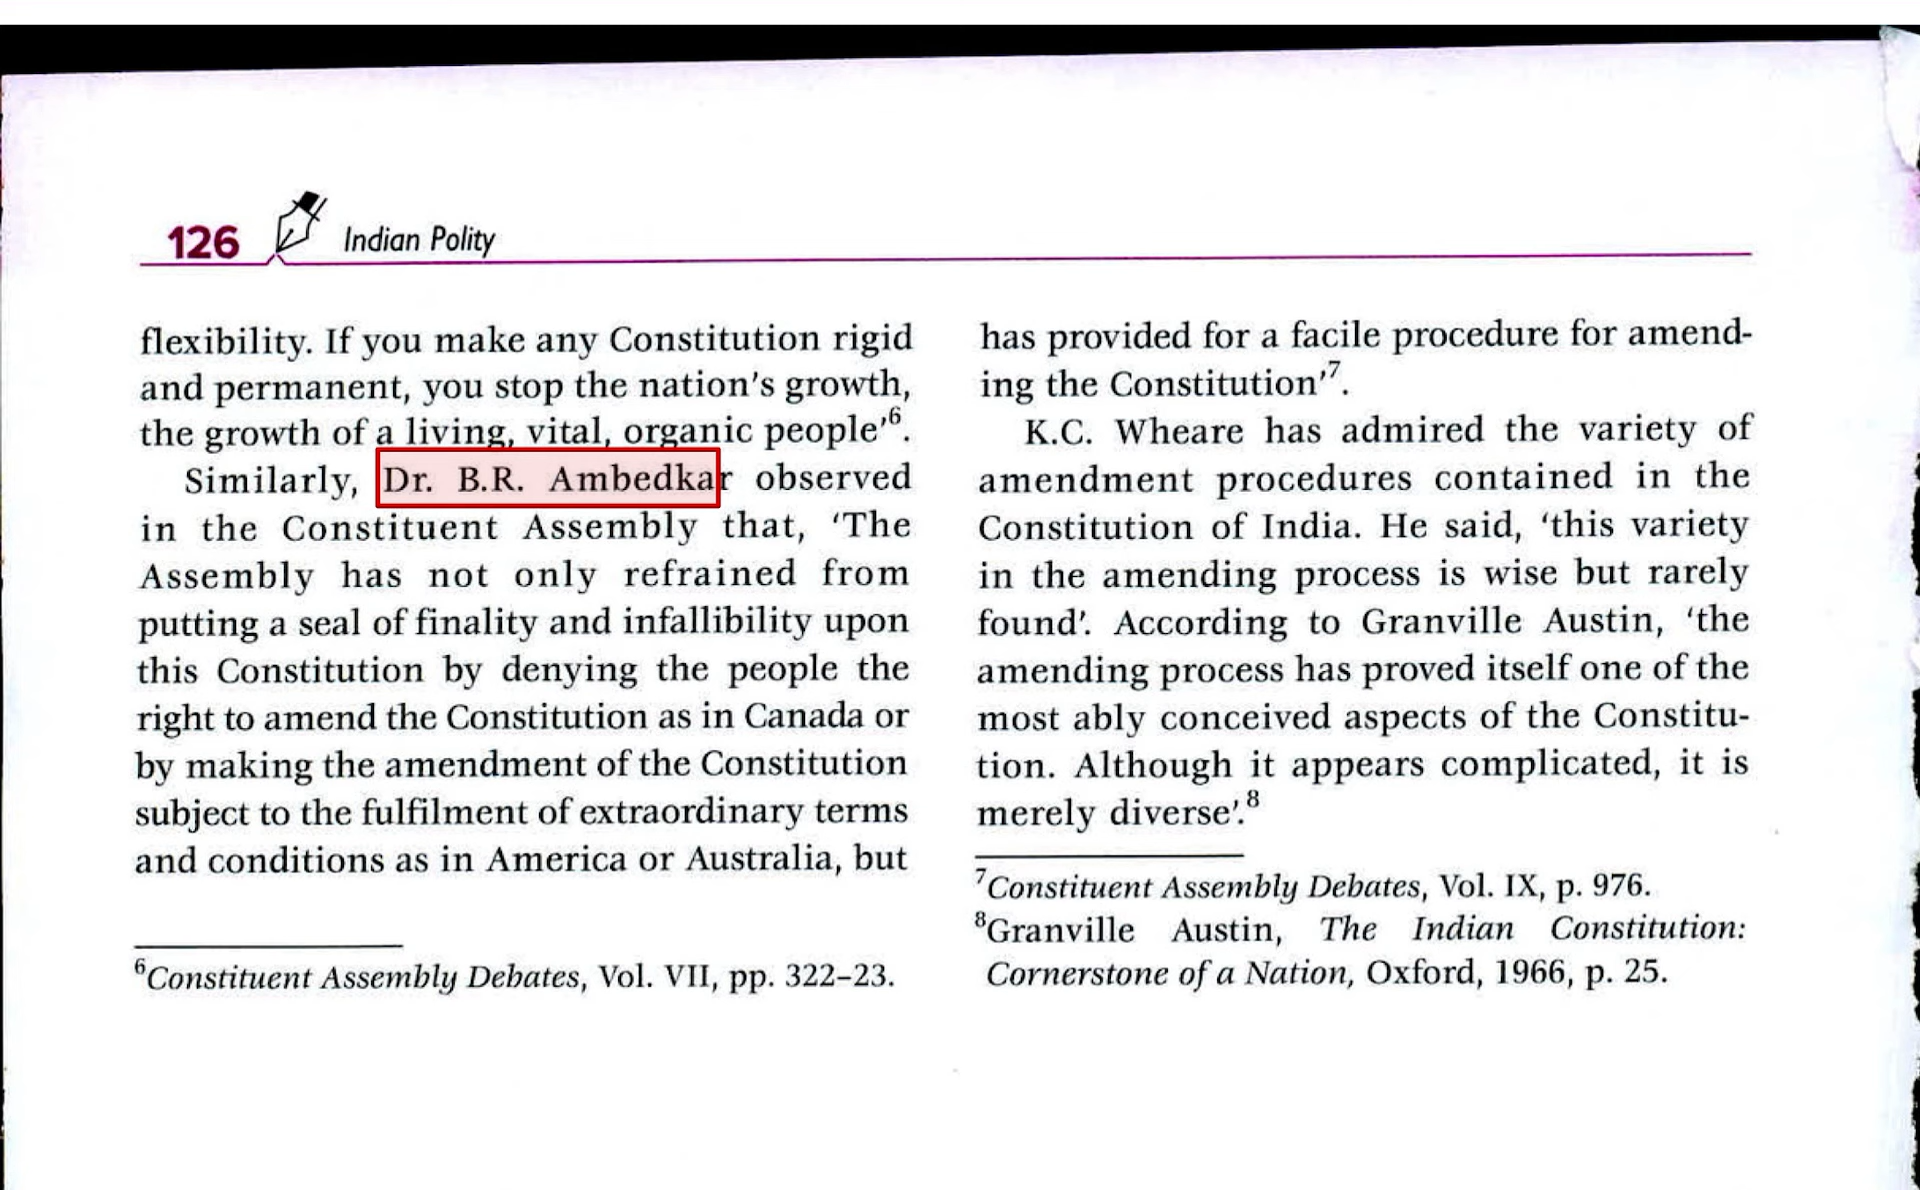 126 Indian Polity
flexibility. If you make any Constitution rigid
and permanent, you stop the nation's growth,
the growth of a living, vital, organic people'⁶.
Similarly, Dr. B.R. Ambedkar observed
in the Constituent Assembly that, ‘The
Assembly has not only refrained from
putting a seal of finality and infallibility upon
this Constitution by denying the people the
right to amend the Constitution as in Canada or
by making the amendment of the Constitution
subject to the fulfilment of extraordinary terms
and conditions as in America or Australia, but
⁶Constituent Assembly Debates, Vol. VII, pp. 322–23.
has provided for a facile procedure for amend-
ing the Constitution'⁷.
K.C. Wheare has admired the variety of
amendment procedures contained in the
Constitution of India. He said, ‘this variety
in the amending process is wise but rarely
found'. According to Granville Austin, ‘the
amending process has proved itself one of the
most ably conceived aspects of the Constitu-
tion. Although it appears complicated, it is
merely diverse'.⁸
⁷Constituent Assembly Debates, Vol. IX, p. 976.
⁸Granville Austin, The Indian Constitution:
Cornerstone of a Nation, Oxford, 1966, p. 25.